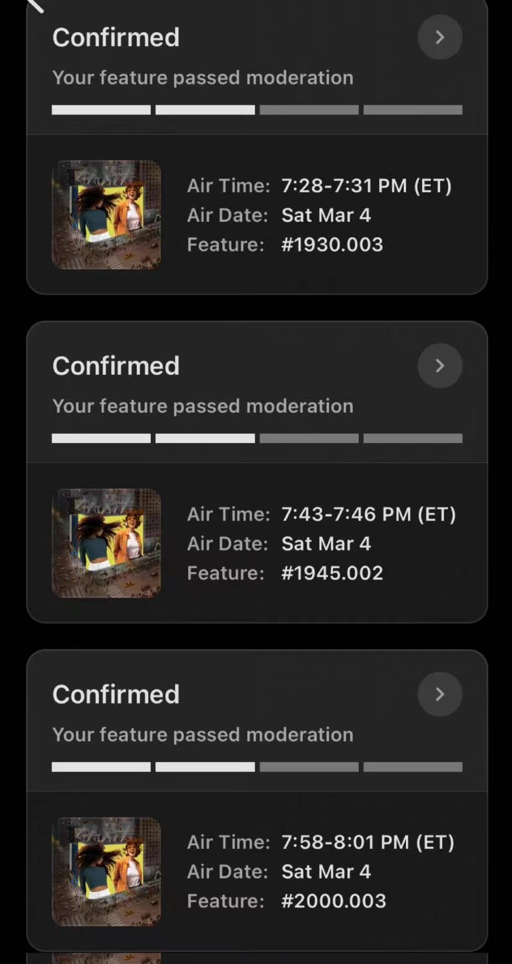 Confirmed
Your feature passed moderation
Air Time: 7:28-7:31 PM (ET)
Air Date: Sat Mar 4
Feature: #1930.003
Confirmed
Your feature passed moderation
Air Time: 7:43-7:46 PM (ET)
Air Date: Sat Mar 4
Feature: #1945.002
Confirmed
Your feature passed moderation
Air Time: 7:58-8:01 PM (ET)
Air Date: Sat Mar 4
Feature: #2000.003